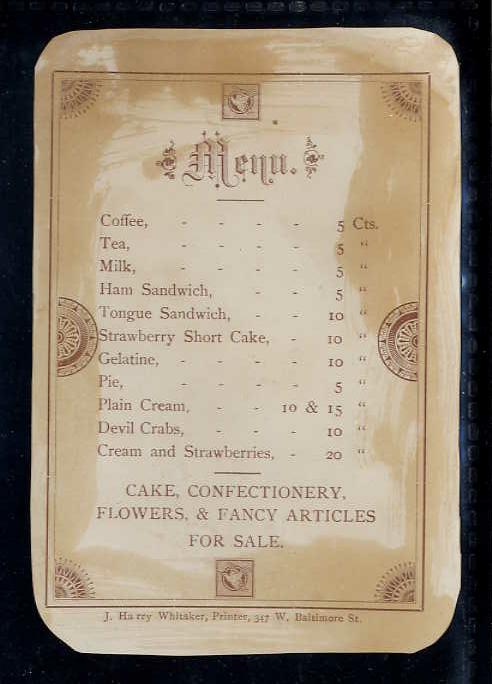 Menu.
Coffee, - - - - 5 Cts.
Tea, - - - - 5 “
Milk, - - - - 5 “
Ham Sandwich, - - 5 “
Tongue Sandwich, - - 10 “
Strawberry Short Cake, - 10 “
Gelatine, - - - 10 “
Pie, - - - - 5 “
Plain Cream, - - 10 & 15 “
Devil Crabs, - - - 10 “
Cream and Strawberries, - 20 “
CAKE, CONFECTIONERY,
FLOWERS, & FANCY ARTICLES
FOR SALE.
J. Harry Whitaker, Printer, 347 W. Baltimore St.